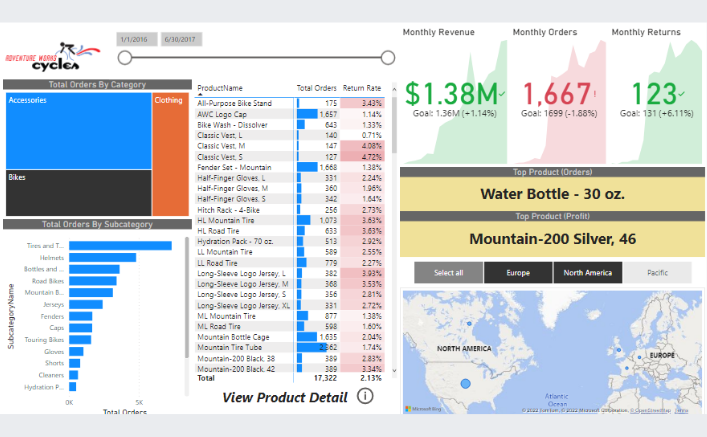 ADVENTURE WORKS
cycles
1/1/2016 6/30/2017
Total Orders By Category
Accessories
Clothing
Bikes
Total Orders By Subcategory
SubcategoryName
Tires and T...
Helmets
Bottles and ...
Road Bikes
Mountain B...
Jerseys
Fenders
Caps
Touring Bikes
Gloves
Shorts
Cleaners
Hydration P...
0K 5K
Total Orders
ProductName Total Orders Return Rate
All-Purpose Bike Stand 175 3.43%
AWC Logo Cap 1,657 1.14%
Bike Wash - Dissolver 643 1.33%
Classic Vest, L 140 0.71%
Classic Vest, M 147 4.08%
Classic Vest, S 127 4.72%
Fender Set - Mountain 1,668 1.38%
Half-Finger Gloves, L 331 2.24%
Half-Finger Gloves, M 360 1.96%
Half-Finger Gloves, S 342 1.64%
Hitch Rack - 4-Bike 256 2.73%
HL Mountain Tire 1,073 3.63%
HL Road Tire 633 3.63%
Hydration Pack - 70 oz. 513 2.92%
LL Mountain Tire 589 2.55%
LL Road Tire 779 2.27%
Long-Sleeve Logo Jersey, L 382 3.93%
Long-Sleeve Logo Jersey, M 368 3.53%
Long-Sleeve Logo Jersey, S 356 2.81%
Long-Sleeve Logo Jersey, XL 331 2.72%
ML Mountain Tire 877 1.38%
ML Road Tire 598 1.60%
Mountain Bottle Cage 1,635 2.04%
Mountain Tire Tube 1.74%
Mountain-200 Black, 38 389 2.83%
Mountain-200 Black, 42 389 3.34%
Total 17,322 2.13%
View Product Detail
Monthly Revenue
$1.38M
Goal: 1.36M (+1.14%)
Monthly Orders
1,667!
Goal: 1699 (-1.88%)
Monthly Returns
123
Goal: 131 (+6.11%)
Top Product (Orders)
Water Bottle - 30 oz.
Top Product (Profit)
Mountain-200 Silver, 46
Select all Europe North America Pacific
NORTH AMERICA
EUROPE
Atlantic
Ocean
Microsoft Bing
© 2022 TomTom, © 2022 Microsoft Corporation, © OpenStreetMap Terms